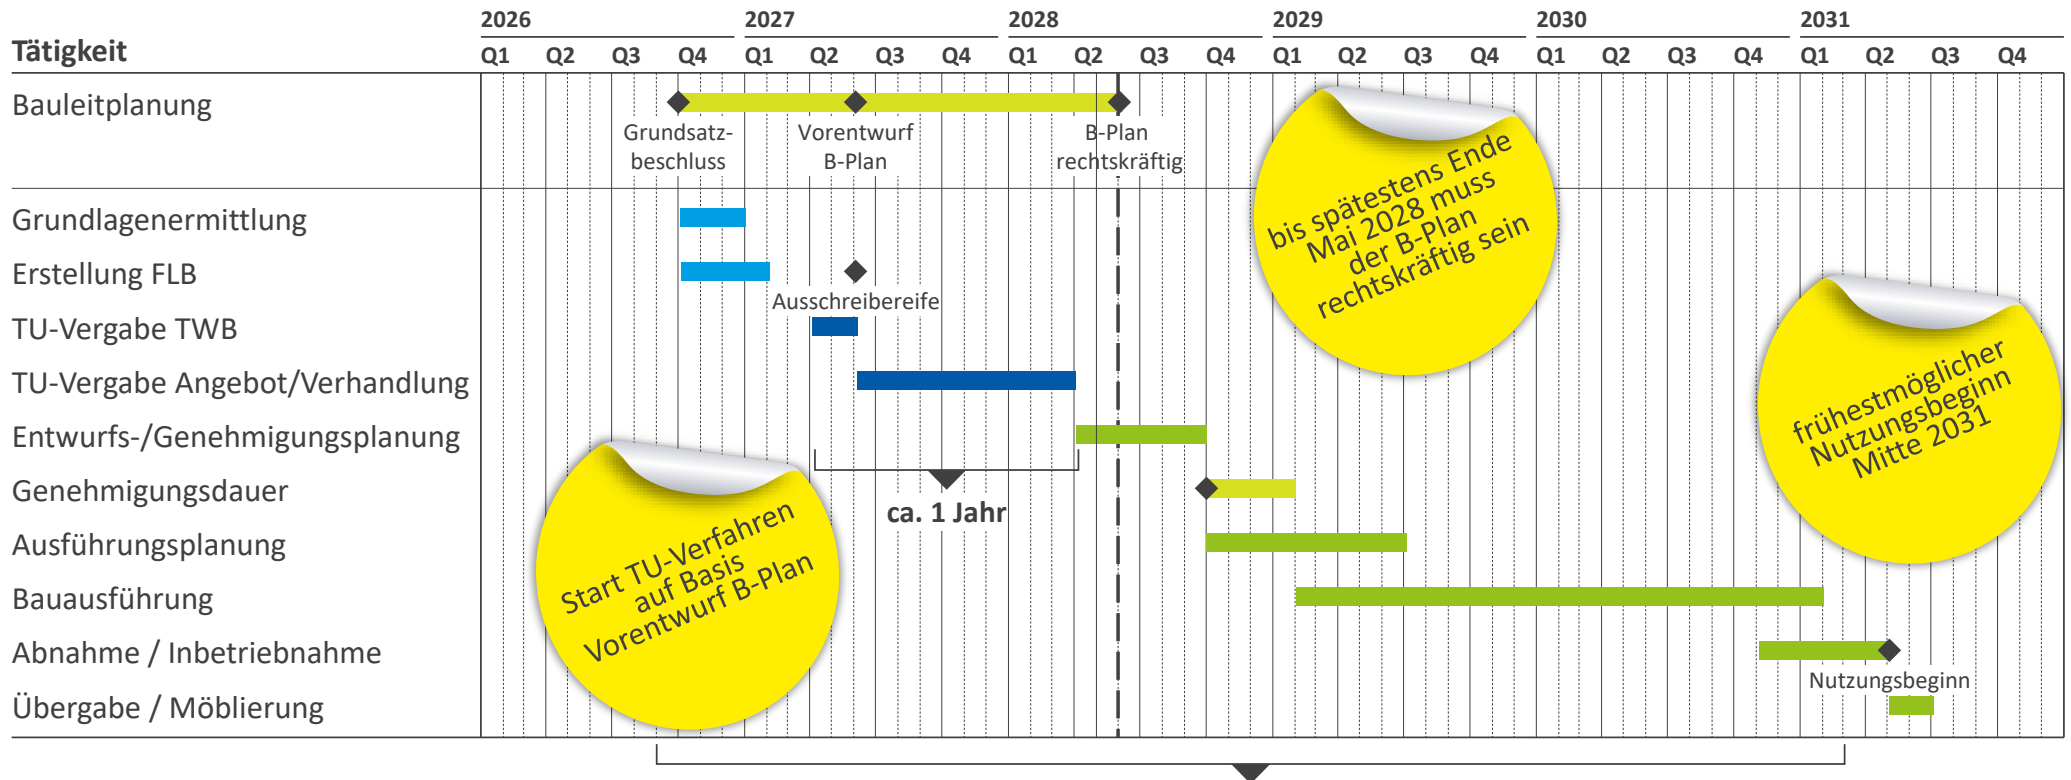 2026 2027 2028 2029 2030 2031
Tätigkeit Q1 Q2 Q3 Q4 Q1 Q2 Q3 Q4 Q1 Q2 Q3 Q4 Q1 Q2 Q3 Q4 Q1 Q2 Q3 Q4 Q1 Q2 Q3 Q4
Bauleitplanung
Grundsatz-
beschluss
Vorentwurf
B-Plan
B-Plan
rechtskräftig
bis spätestens Ende
Mai 2028 muss
der B-Plan
rechtskräftig sein
Grundlagenermittlung
Erstellung FLB
Ausschreibereife
TU-Vergabe TWB
TU-Vergabe Angebot/Verhandlung
frühestmöglicher
Nutzungsbeginn
Mitte 2031
Entwurfs-/Genehmigungsplanung
Genehmigungsdauer
ca. 1 Jahr
Start TU-Verfahren
auf Basis
Vorentwurf B-Plan
Ausführungsplanung
Bauausführung
Abnahme / Inbetriebnahme
Nutzungsbeginn
Übergabe / Möblierung